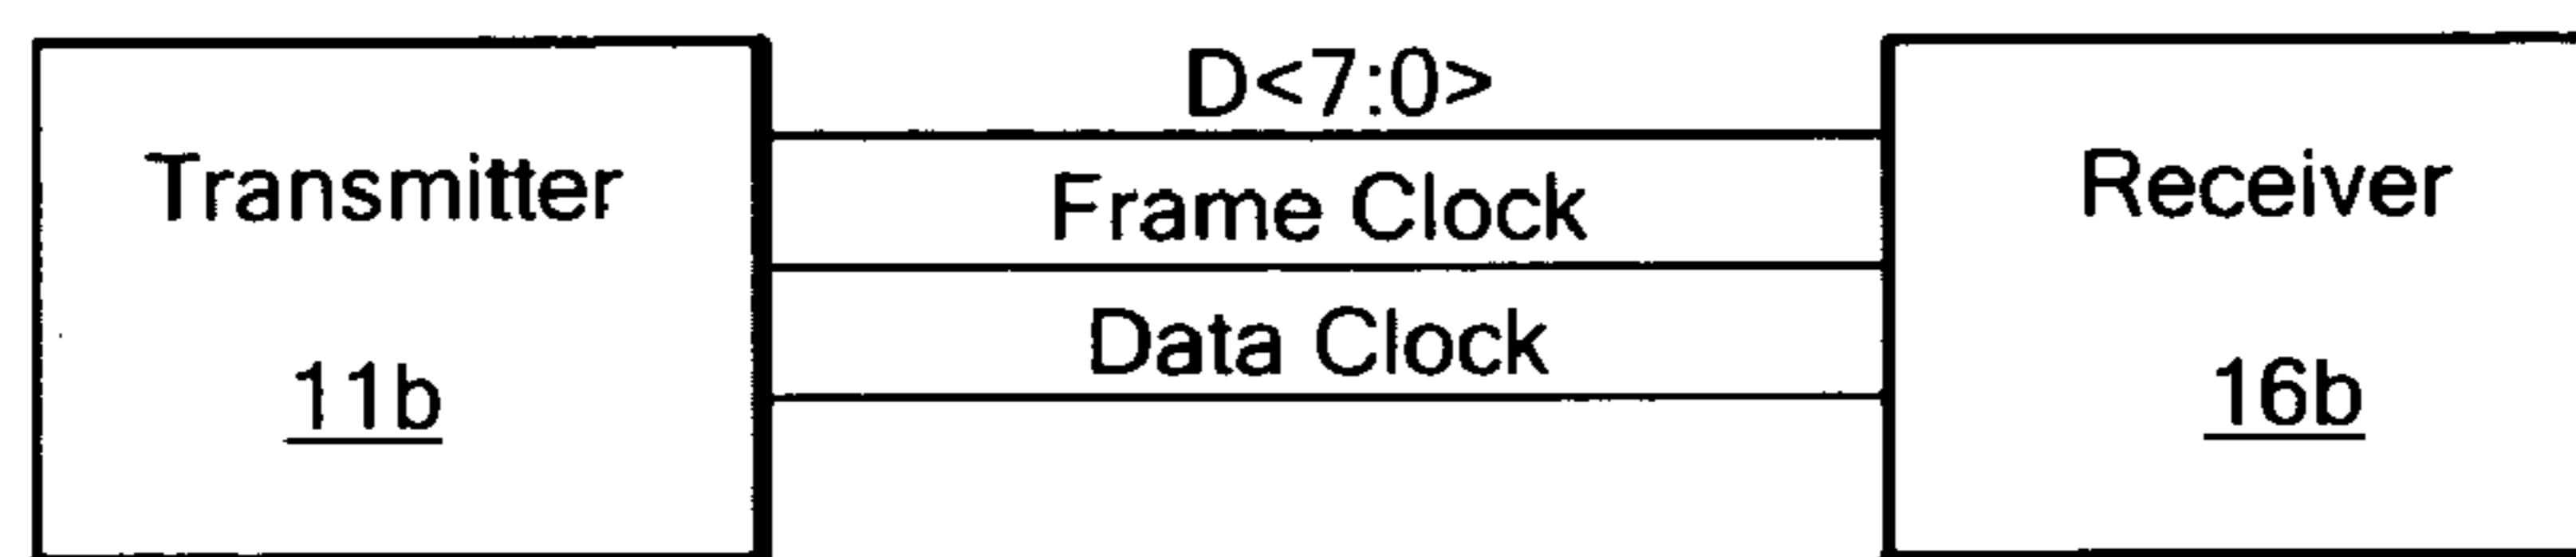 D<7:0>
Transmitter
Frame Clock
Receiver
Data Clock
11b
16b